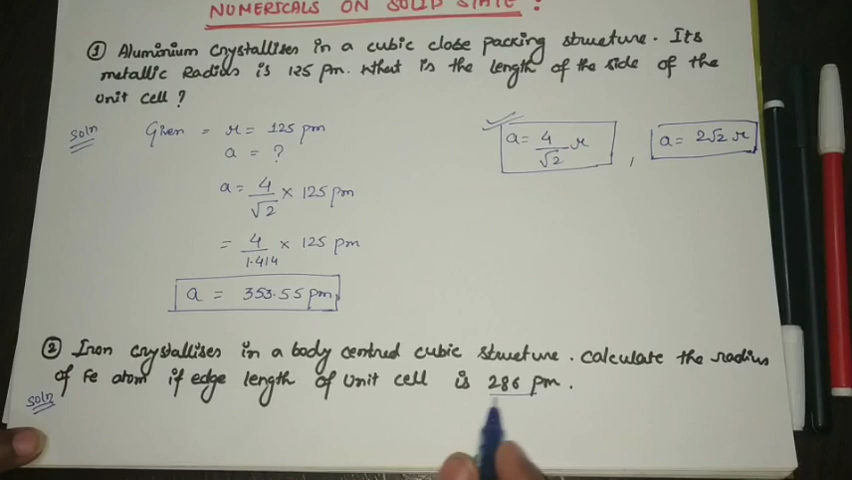 NUMERICALS ON SOLID STATE :
① Aluminium crystallises in a cubic close packing structure. Its
metallic Radius is 125 pm. What is the length of the side of the
unit cell?
Soln
Given = r = 125 pm
a = ?
a = 4/√2 r , a = 2√2 r
a = 4/√2 × 125 pm
= 4/1.414 × 125 pm
a = 353.55 pm
② Iron crystallises in a body centred cubic structure. Calculate the radius
of Fe atom if edge length of unit cell is 286 pm.
Soln